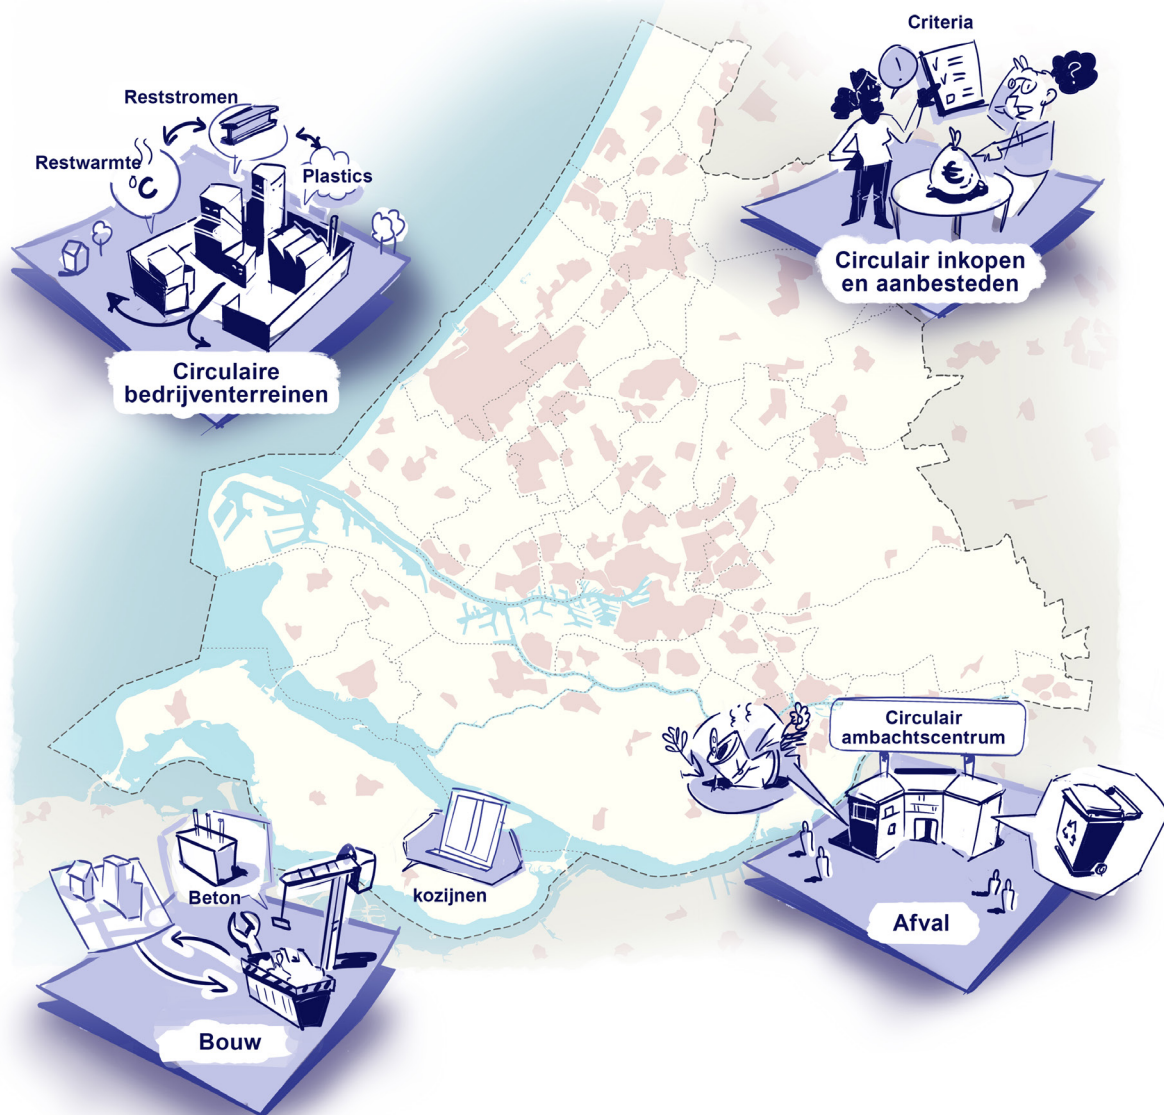 Criteria
!
?
€
Circulair inkopen
en aanbesteden
Reststromen
Restwarmte
°C
Plastics
Circulaire
bedrijventerreinen
Circulair
ambachtscentrum
Afval
kozijnen
Beton
Bouw